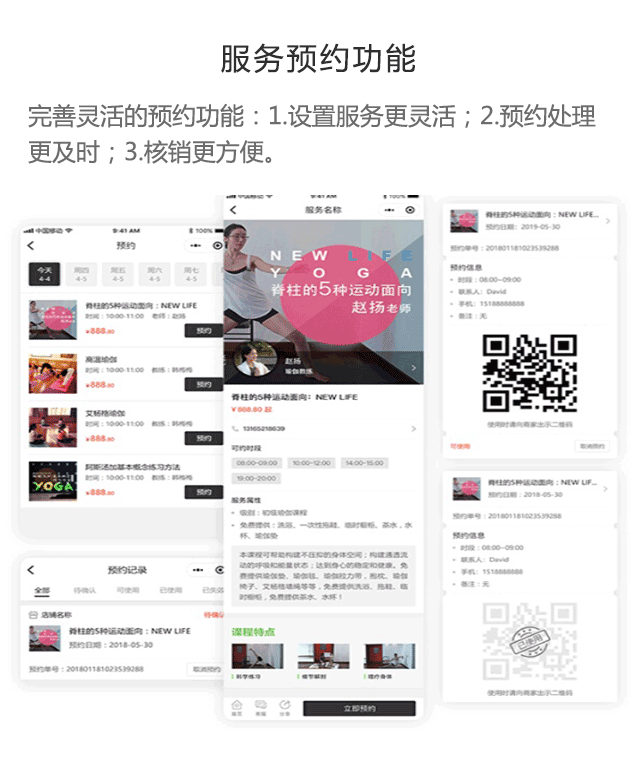 服务预约功能
完善灵活的预约功能：1.设置服务更灵活；2.预约处理
更及时；3.核销更方便。
中国移动 9:41 AM 100%
预约
今天 周四 周五 周六 周七
4-4 4-5 4-5 4-5 4-5
脊柱的5种运动面向：NEW LIFE
时间：10:00-11:00 老师：赵扬
¥888.80 预约
高温瑜伽
时间：10:00-11:00 教练：韩梅梅
¥888.80 预约
艾杨格瑜伽
时间：10:00-11:00 教练：韩梅梅
¥888.80 预约
阿斯汤加基本概念练习方法
时间：10:00-11:00 教练：韩梅梅
¥888.80 预约
YOGA
预约记录
全部 待确认 可使用 已使用 已失效
店铺名称 待确认
脊柱的5种运动面向：NEW LIFE
预约日期：2018-05-30
预约单号：201801181023539288 取消预约
服务名称
NEW LIFE
YOGA
脊柱的5种运动面向
赵扬老师
赵扬
瑜伽教练
脊柱的5种运动面向：NEW LIFE
¥ 808.80 起
13165218639
可约时段
08:00-09:00 10:00-12:00 14:00-15:00
19:00-20:00
服务属性
级别：初级瑜伽课程
免费提供：洗浴、一次性拖鞋、临时橱柜、茶水，水
杯、瑜伽垫
本课程可帮助构建不压抑的身体空间；构建通透流
动的呼吸和能量状态；达到身心的稳定和健康。免
费提供瑜伽垫、瑜伽毯、瑜伽拉力带，抱枕、瑜伽
椅子、艾杨格墙绳等等，免费提供洗浴、拖鞋、临
时橱柜，免费提供茶水、水杯！
课程特点
科学练习 细节解剖 理疗身体
首页 客服 分享 立即预约
脊柱的5种运动面向：NEW LIFE...
预约日期：2019-05-30
预约单号：201801181023539288
预约信息
时段：08:00~09:00
联系人：David
手机：15188888888
备注：无
使用时请向商家出示二维码
可使用 取消预约
脊柱的5种运动面向：NEW LIF...
预约日期：2018-05-30
预约单号：201801181023539288
预约信息
时段：08:00~09:00
联系人：David
手机：15188888888
备注：无
已使用
使用时请向商家出示二维码